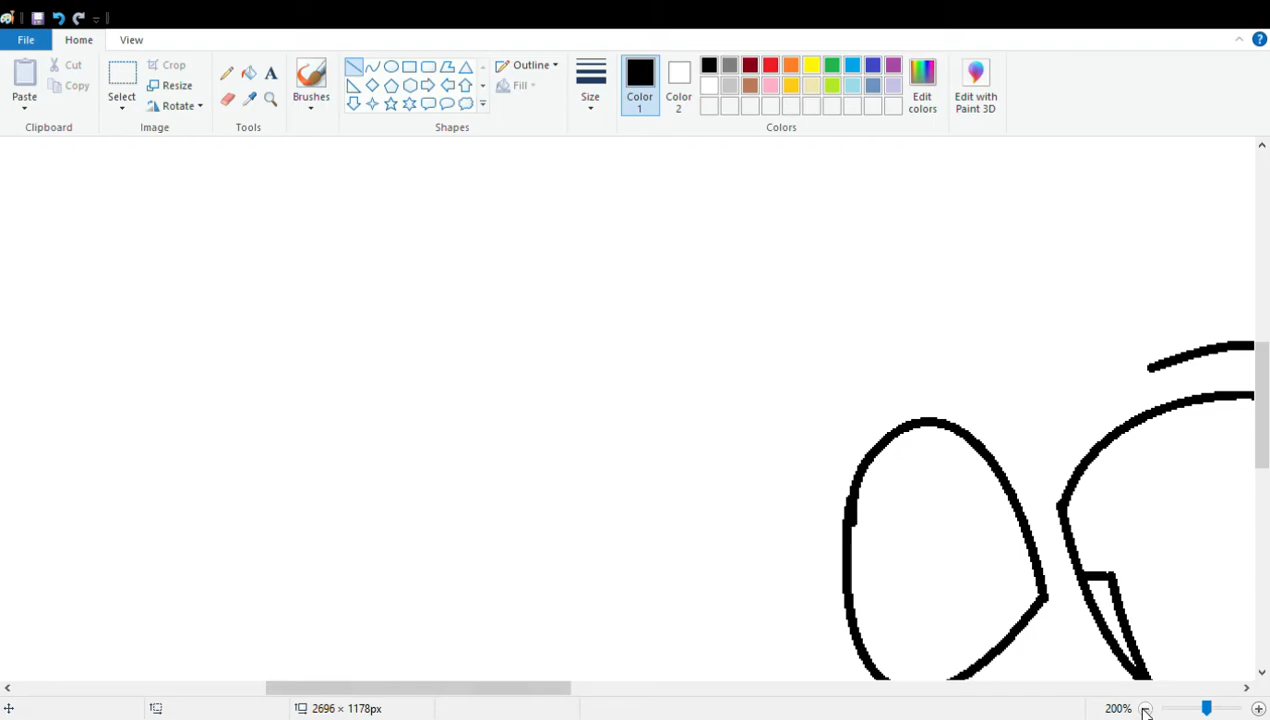 File Home View
Paste Cut Copy Clipboard
Select Crop Resize Rotate Image
A Tools
Brushes
Outline Fill Shapes
Size
Color 1 Color 2 Edit colors Colors
Edit with Paint 3D
2696 × 1178px 200%